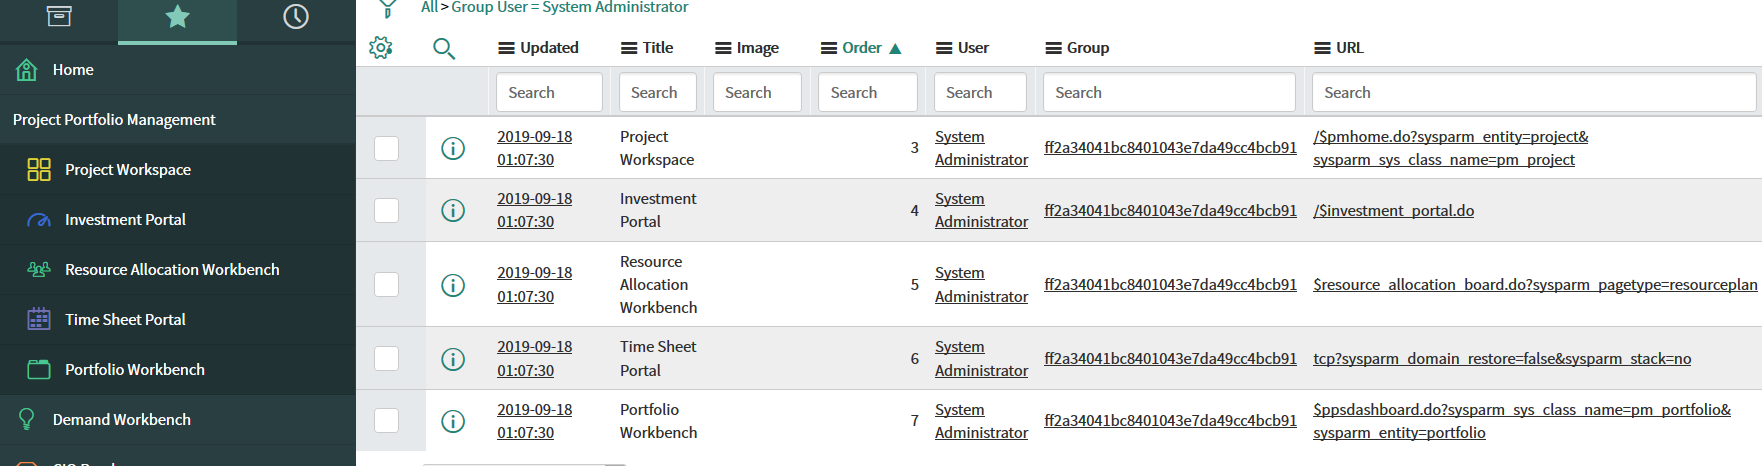 All > Group User = System Administrator
Updated Title Image Order ▲ User Group URL
Home
Search Search Search Search Search Search Search
Project Portfolio Management
Project Workspace
Investment Portal
Resource Allocation Workbench
Time Sheet Portal
Portfolio Workbench
Demand Workbench
2019-09-18
01:07:30
Project
Workspace
3
System
Administrator
ff2a34041bc8401043e7da49cc4bcb91
/$pmhome.do?sysparm_entity=project&
sysparm_sys_class_name=pm_project
2019-09-18
01:07:30
Investment
Portal
4
System
Administrator
ff2a34041bc8401043e7da49cc4bcb91
/$investment_portal.do
2019-09-18
01:07:30
Resource
Allocation
Workbench
5
System
Administrator
ff2a34041bc8401043e7da49cc4bcb91
$resource_allocation_board.do?sysparm_pagetype=resourceplan
2019-09-18
01:07:30
Time Sheet
Portal
6
System
Administrator
ff2a34041bc8401043e7da49cc4bcb91
tcp?sysparm_domain_restore=false&sysparm_stack=no
2019-09-18
01:07:30
Portfolio
Workbench
7
System
Administrator
ff2a34041bc8401043e7da49cc4bcb91
$ppsdashboard.do?sysparm_sys_class_name=pm_portfolio&
sysparm_entity=portfolio